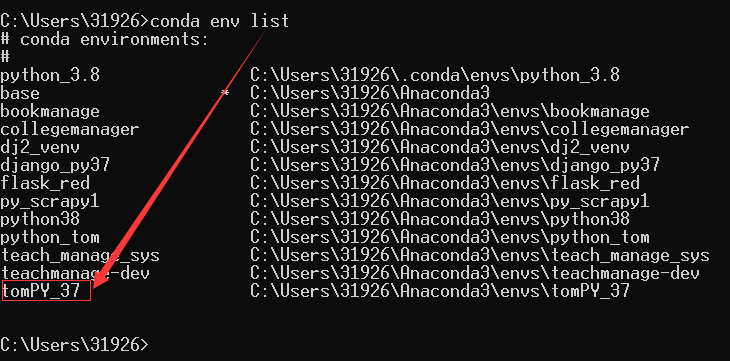 C:\Users\31926>conda env list
# conda environments:
#
python_3.8 C:\Users\31926\.conda\envs\python_3.8
base * C:\Users\31926\Anaconda3
bookmanage C:\Users\31926\Anaconda3\envs\bookmanage
collegemanager C:\Users\31926\Anaconda3\envs\collegemanager
dj2_venv C:\Users\31926\Anaconda3\envs\dj2_venv
django_py37 C:\Users\31926\Anaconda3\envs\django_py37
flask_red C:\Users\31926\Anaconda3\envs\flask_red
py_scrapy1 C:\Users\31926\Anaconda3\envs\py_scrapy1
python38 C:\Users\31926\Anaconda3\envs\python38
python_tom C:\Users\31926\Anaconda3\envs\python_tom
teach_manage_sys C:\Users\31926\Anaconda3\envs\teach_manage_sys
teachmanage-dev C:\Users\31926\Anaconda3\envs\teachmanage-dev
tomPY_37 C:\Users\31926\Anaconda3\envs\tomPY_37
C:\Users\31926>